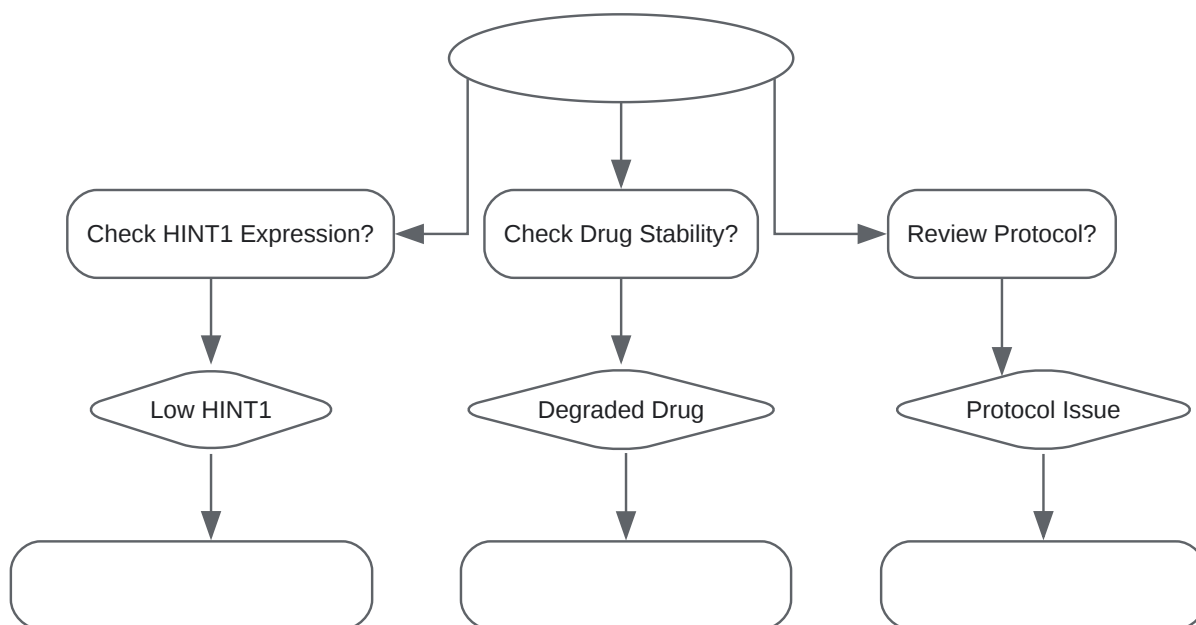 Check HINT1 Expression?
Check Drug Stability?
Review Protocol?
Low HINT1
Degraded Drug
Protocol Issue